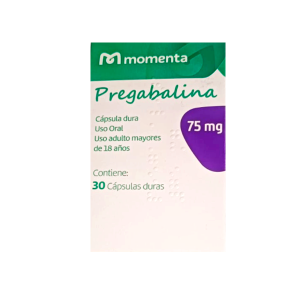 momenta
Pregabalina
Cápsula dura
Uso Oral
Uso adulto mayores
de 18 años
75 mg
Contiene:
30 Cápsulas duras